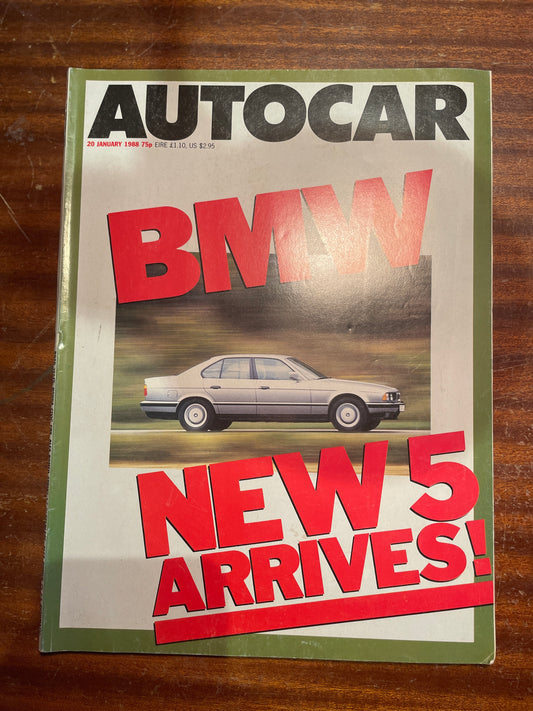 AUTOCAR
20 JANUARY 1988 75p EIRE £1.10, US $2.95
BMW
NEW 5
ARRIVES!